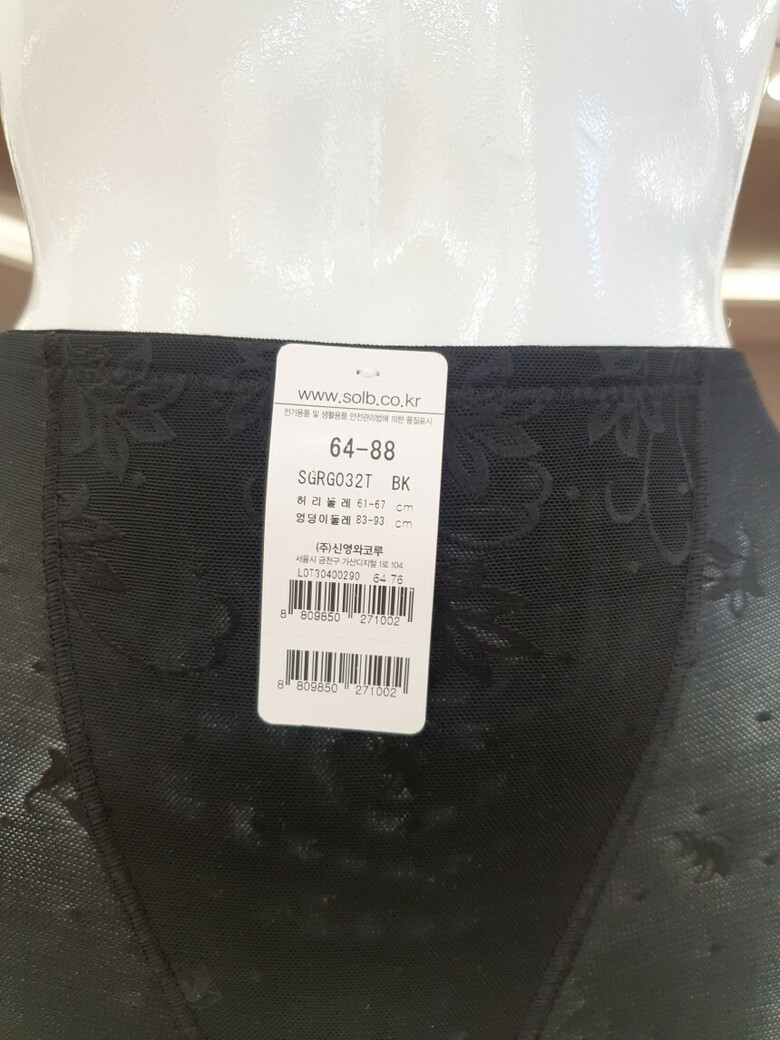 www.solb.co.kr
전기용품 및 생활용품 안전관리법에 의한 품질표시
64-88
SGRG032T BK
허리둘레 61-67 cm
엉덩이둘레 83-93 cm
(주)신영와코루
서울시 금천구 가산디지털 1로 104
LOT30400290 64 76
8 809850 271002
8 809850 271002